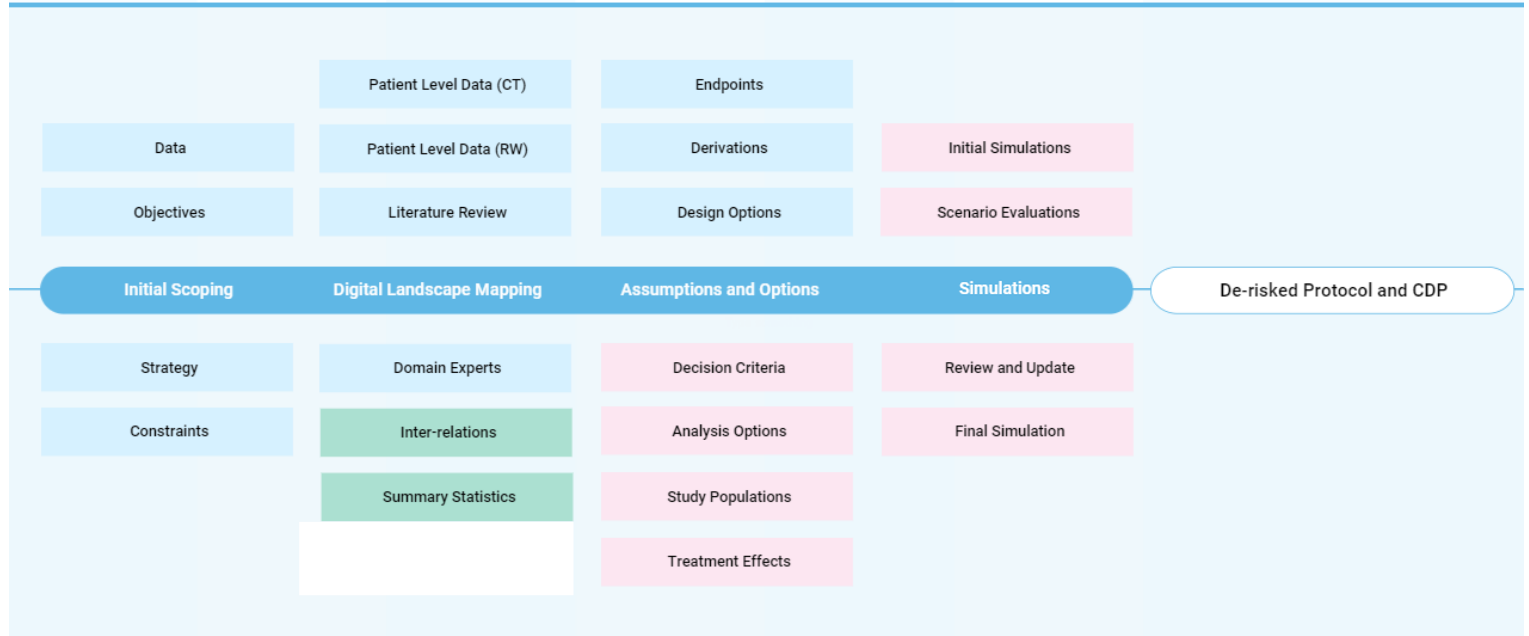 Patient Level Data (CT)
Endpoints
Data
Patient Level Data (RW)
Derivations
Initial Simulations
Objectives
Literature Review
Design Options
Scenario Evaluations
Initial Scoping
Digital Landscape Mapping
Assumptions and Options
Simulations
De-risked Protocol and CDP
Strategy
Domain Experts
Decision Criteria
Review and Update
Constraints
Inter-relations
Analysis Options
Final Simulation
Summary Statistics
Study Populations
Treatment Effects